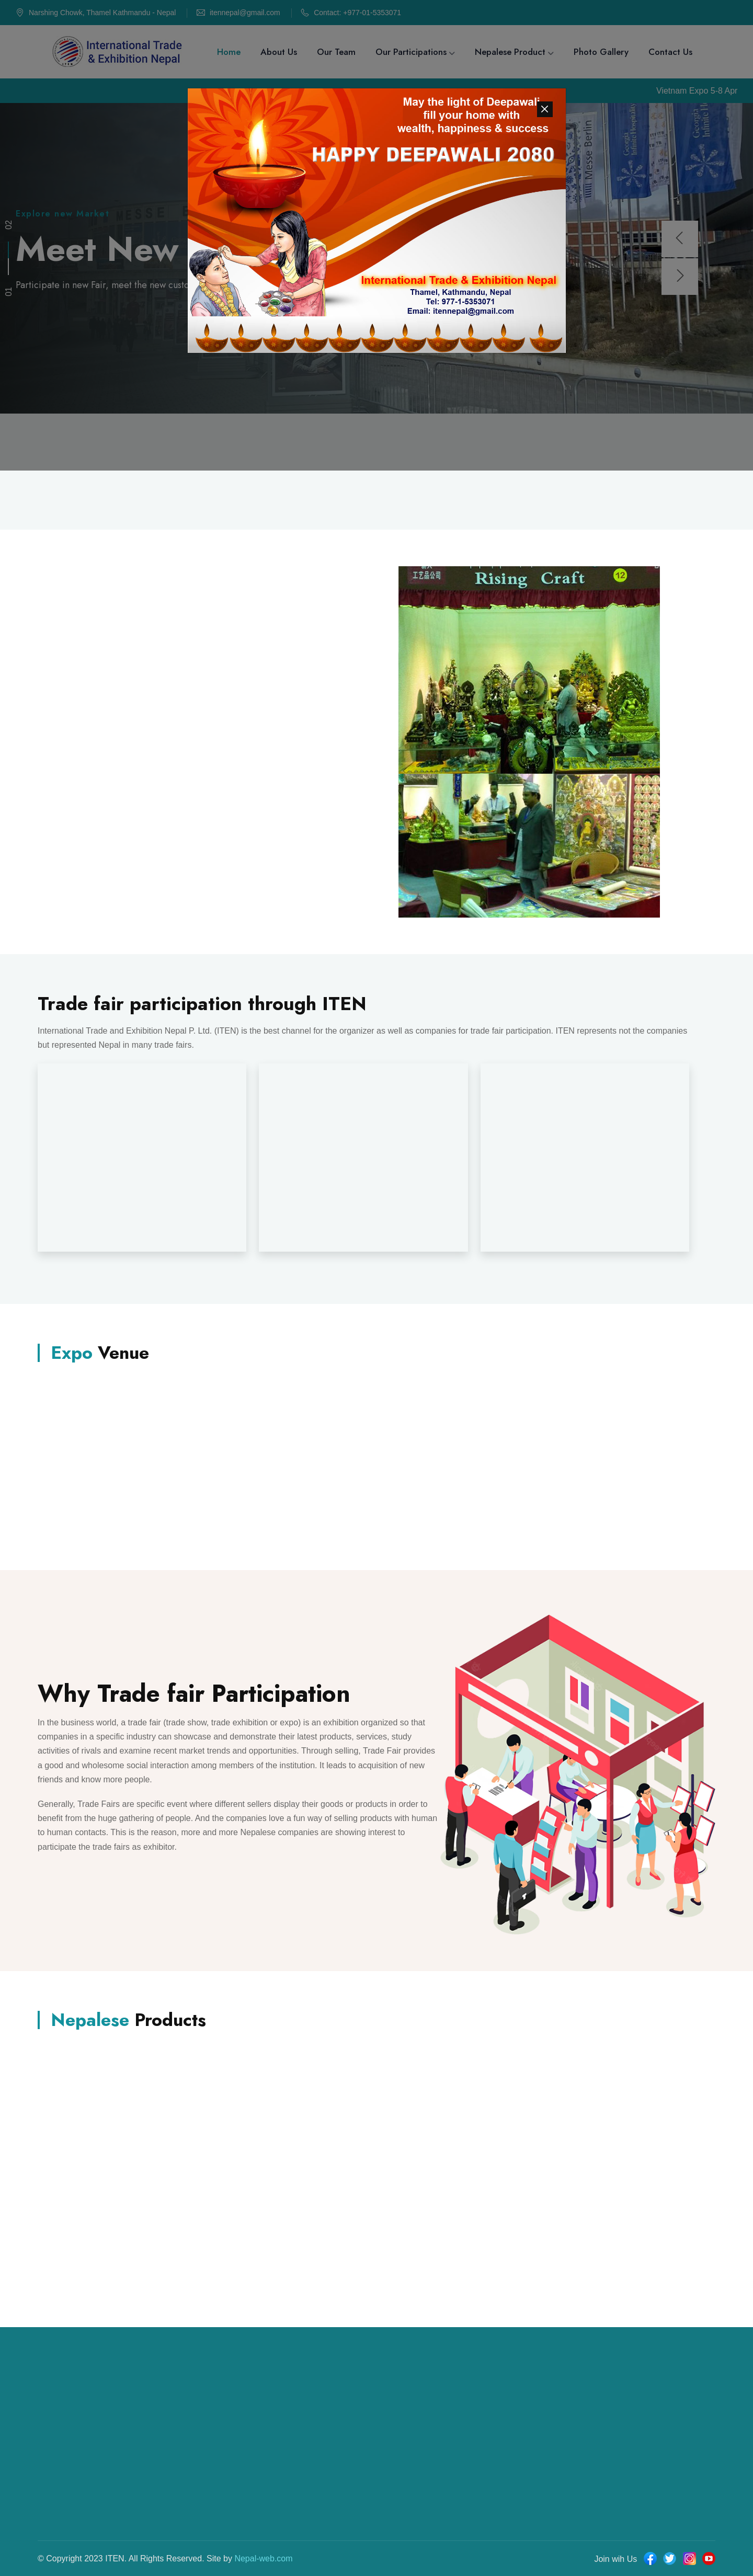 Narshing Chowk, Thamel Kathmandu - Nepal
itennepal@gmail.com
Contact: +977-01-5353071
International Trade
& Exhibition Nepal
Home
About Us
Our Team
Our Participations
Nepalese Product
Photo Gallery
Contact Us
Vietnam Expo 5-8 Apr
May the light of Deepawali
fill your home with
wealth, happiness & success
HAPPY DEEPAWALI 2080
International Trade & Exhibition Nepal
Thamel, Kathmandu, Nepal
Tel: 977-1-5353071
Email: itennepal@gmail.com
Messe Berlin
Explore new Market
Meet New
Participate in new Fair, meet the new custo
02
01
工艺品公司
Rising Craft
12
Trade fair participation through ITEN
International Trade and Exhibition Nepal P. Ltd. (ITEN) is the best channel for the organizer as well as companies for trade fair participation. ITEN represents not the companies
but represented Nepal in many trade fairs.
Expo Venue
Why Trade fair Participation
In the business world, a trade fair (trade show, trade exhibition or expo) is an exhibition organized so that
companies in a specific industry can showcase and demonstrate their latest products, services, study
activities of rivals and examine recent market trends and opportunities. Through selling, Trade Fair provides
a good and wholesome social interaction among members of the institution. It leads to acquisition of new
friends and know more people.
Generally, Trade Fairs are specific event where different sellers display their goods or products in order to
benefit from the huge gathering of people. And the companies love a fun way of selling products with human
to human contacts. This is the reason, more and more Nepalese companies are showing interest to
participate the trade fairs as exhibitor.
Nepalese Products
© Copyright 2023 ITEN. All Rights Reserved. Site by Nepal-web.com
Join wih Us